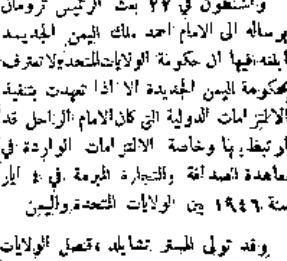 واشنطون في ٢٢ بعث الرئيس ترومان
برساله الى الامام احمد ملك اليمن الجديد
ابلغه فيها ان حكومة الولايات المتحدة لا تعترف
بحكومة اليمن الجديدة الا اذا تعهدت بتنفيذ
الالتزامات الدولية التي كان الامام الراحل قد
ارتبط بها وخاصة الالتزامات الواردة في
معاهدة الصداقة والتجارة المبرمة في ٤ ايار
سنة ١٩٤٦ بين الولايات المتحدة واليمن
وقد تولى المستر تشايلد قنصل الولايات